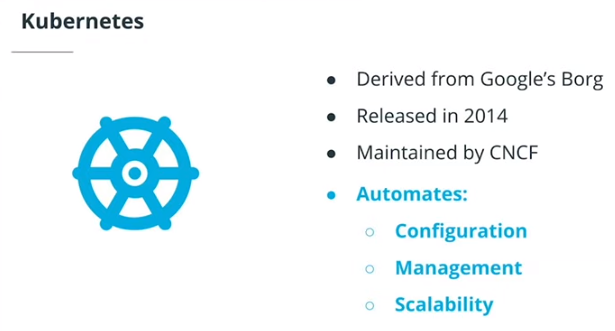 Kubernetes
● Derived from Google's Borg
● Released in 2014
● Maintained by CNCF
● Automates:
○ Configuration
○ Management
○ Scalability